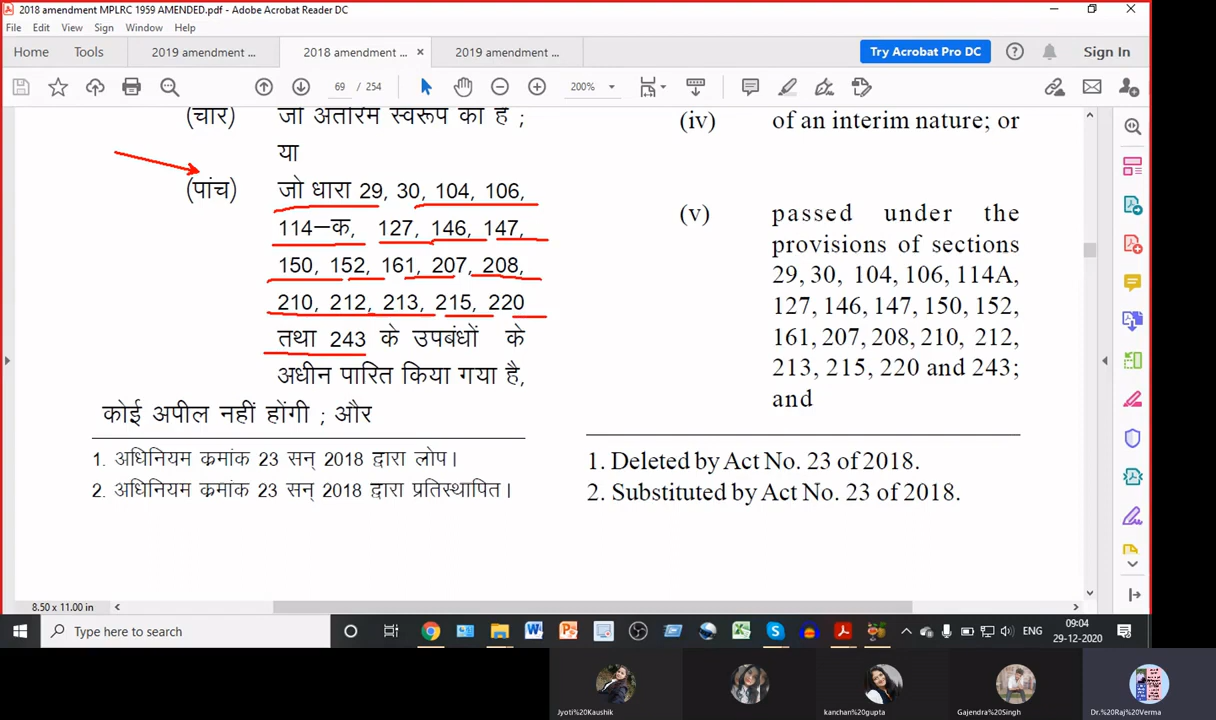 2018 amendment MPLRC 1959 AMENDED.pdf - Adobe Acrobat Reader DC
File Edit View Sign Window Help
Home Tools 2019 amendment ... 2018 amendment ... × 2019 amendment ... Try Acrobat Pro DC Sign In
69 / 254 200%
(चार) जो अंतरिम स्वरूप का है ;
या
(पांच) जो धारा 29, 30, 104, 106,
114–क, 127, 146, 147,
150, 152, 161, 207, 208,
210, 212, 213, 215, 220
तथा 243 के उपबंधों के
अधीन पारित किया गया है,
कोई अपील नहीं होंगी ; और
1. अधिनियम क्रमांक 23 सन् 2018 द्वारा लोप।
2. अधिनियम क्रमांक 23 सन् 2018 द्वारा प्रतिस्थापित।
(iv) of an interim nature; or
(v) passed under the
provisions of sections
29, 30, 104, 106, 114A,
127, 146, 147, 150, 152,
161, 207, 208, 210, 212,
213, 215, 220 and 243;
and
1. Deleted by Act No. 23 of 2018.
2. Substituted by Act No. 23 of 2018.
8.50 x 11.00 in
Type here to search
ENG
09:04
29-12-2020
Jyoti%20Kaushik
kanchan%20gupta
Gajendra%20Singh
Dr.%20Raj%20Verma